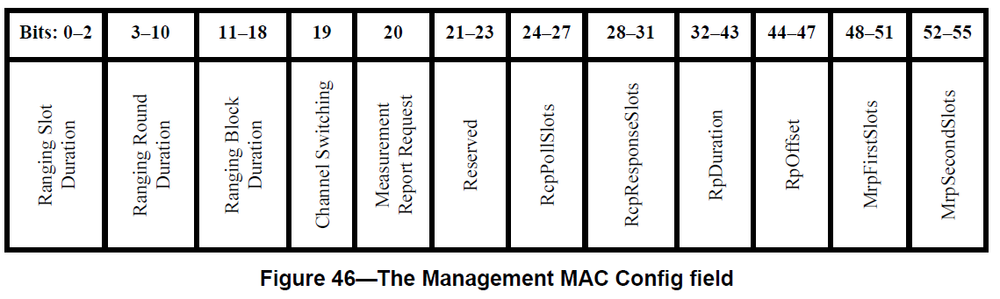 Bits: 0–2 3–10 11–18 19 20 21–23 24–27 28–31 32–43 44–47 48–51 52–55
Ranging Slot
Duration
Ranging Round
Duration
Ranging Block
Duration
Channel Switching
Measurement
Report Request
Reserved
RcpPollSlots
RcpResponseSlots
RpDuration
RpOffset
MrpFirstSlots
MrpSecondSlots
Figure 46—The Management MAC Config field